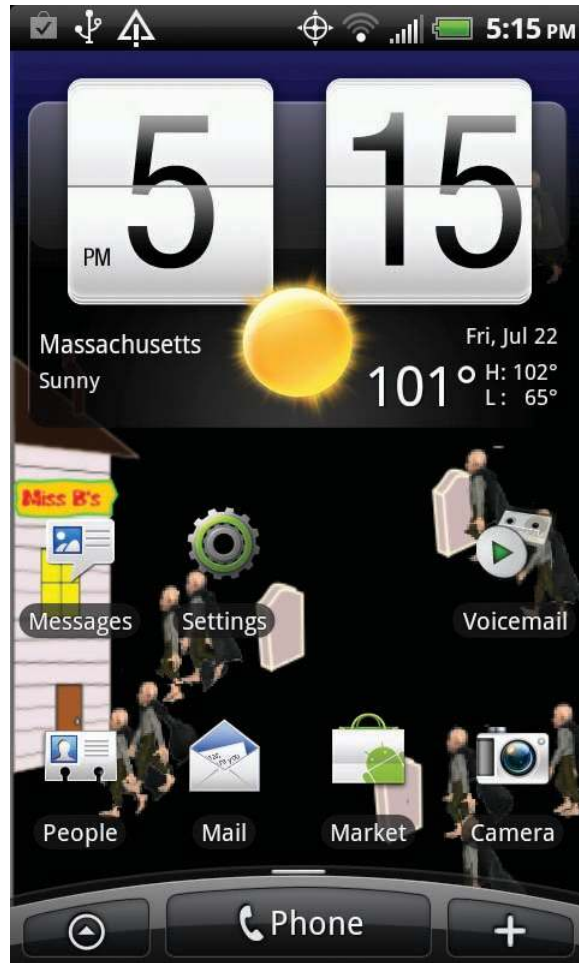 5:15 PM
5 15
PM
Massachusetts
Sunny
Fri, Jul 22
101° H: 102°
L: 65°
Miss B's
Messages Settings Voicemail
People Mail Market Camera
Phone